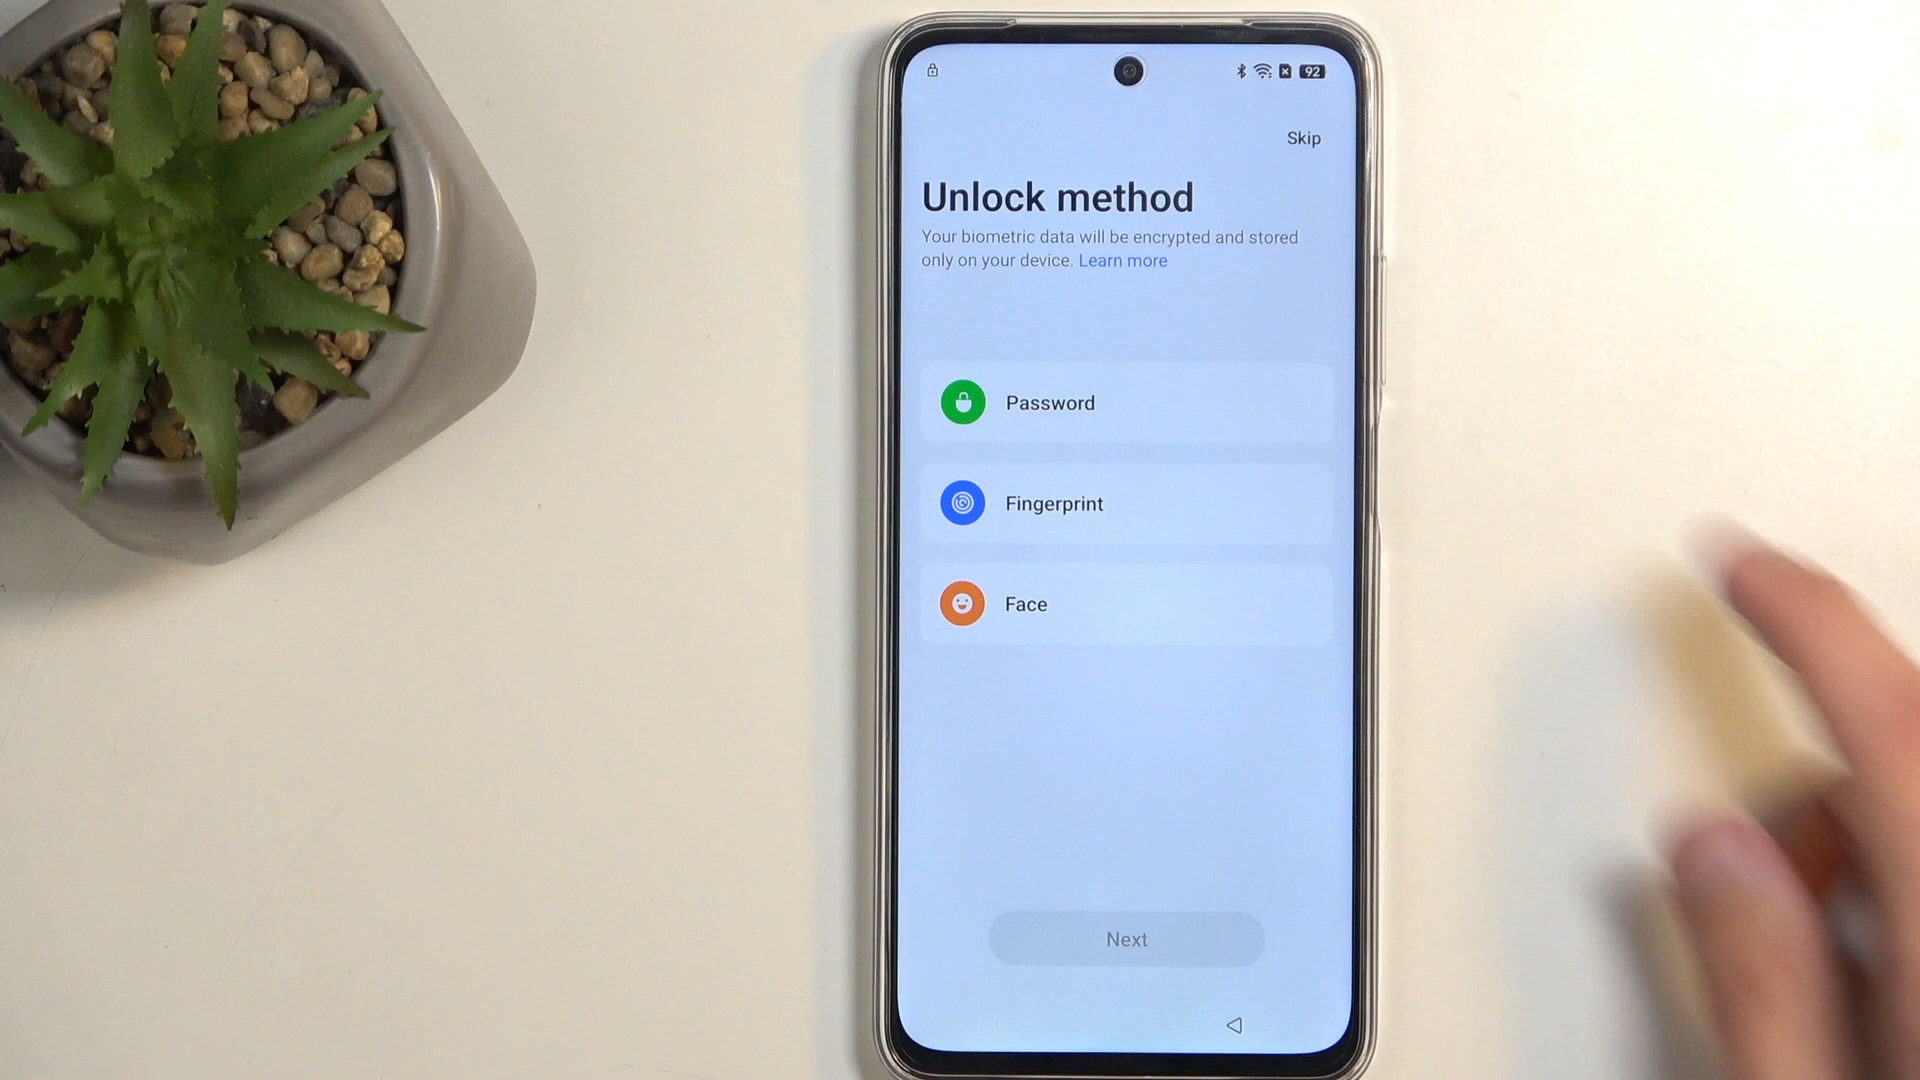 92
Skip
Unlock method
Your biometric data will be encrypted and stored
only on your device. Learn more
Password
Fingerprint
Face
Next